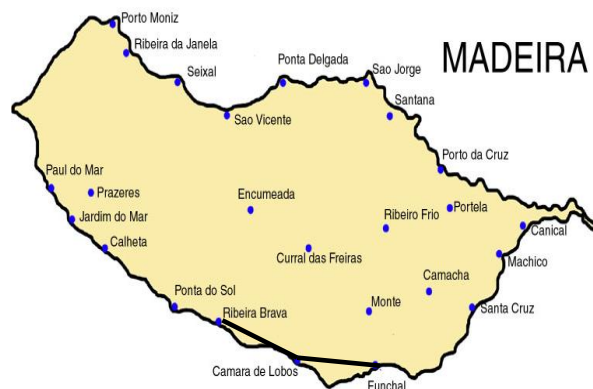 Porto Moniz
Ribeira da Janela
Seixal
Ponta Delgada
Sao Jorge
MADEIRA
Santana
Sao Vicente
Porto da Cruz
Paul do Mar
Prazeres
Encumeada
Portela
Jardim do Mar
Ribeiro Frio
Canical
Calheta
Curral das Freiras
Machico
Camacha
Ponta do Sol
Ribeira Brava
Monte
Santa Cruz
Camara de Lobos
Funchal